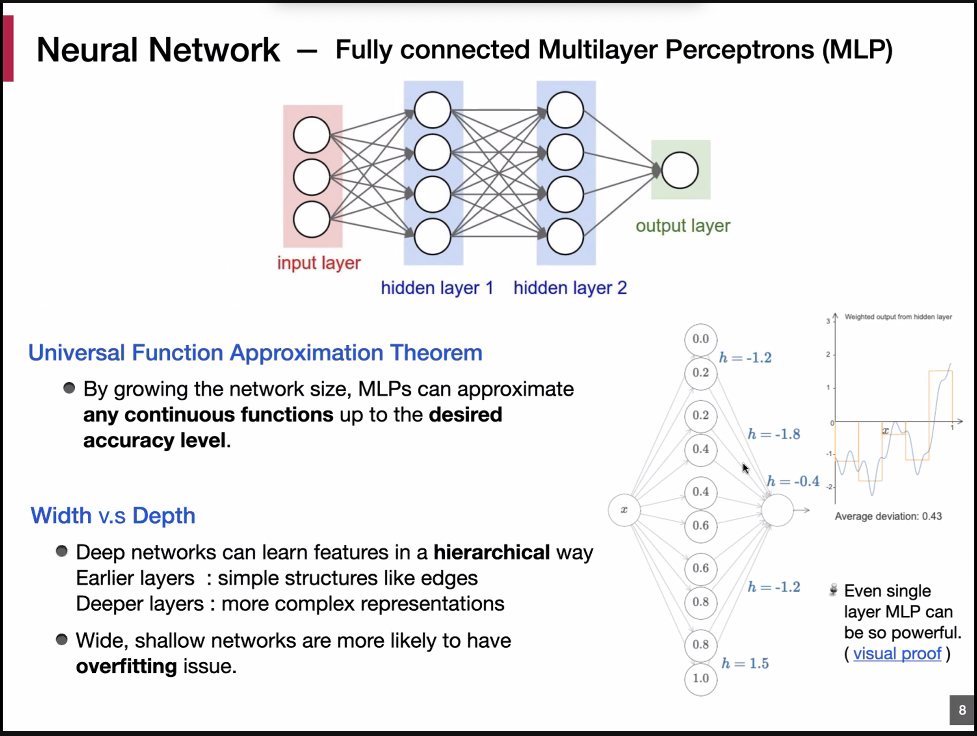 Neural Network – Fully connected Multilayer Perceptrons (MLP)
input layer
hidden layer 1
hidden layer 2
output layer
Universal Function Approximation Theorem
By growing the network size, MLPs can approximate
any continuous functions up to the desired
accuracy level.
Width v.s Depth
Deep networks can learn features in a hierarchical way
Earlier layers : simple structures like edges
Deeper layers : more complex representations
Wide, shallow networks are more likely to have
overfitting issue.
x
0.0
h = -1.2
0.2
0.2
h = -1.8
0.4
h = -0.4
0.4
0.6
0.6
h = -1.2
0.8
0.8
h = 1.5
1.0
Weighted output from hidden layer
3
2
1
0
x
1
-1
-2
Average deviation: 0.43
Even single
layer MLP can
be so powerful.
( visual proof )
8